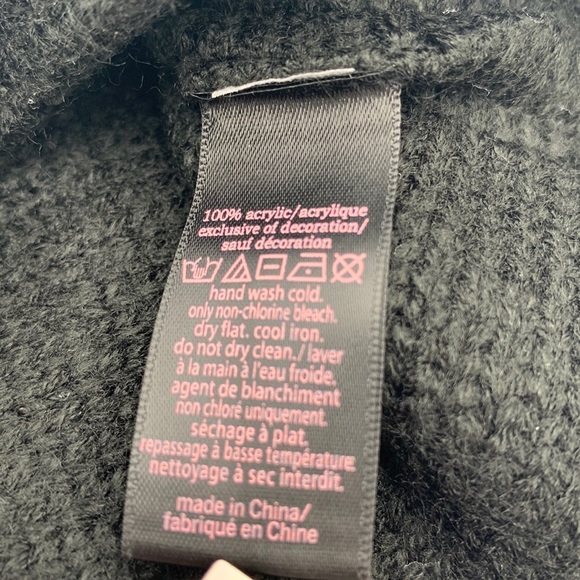 100% acrylic/acrylique
exclusive of decoration/
sauf décoration
hand wash cold.
only non-chlorine bleach.
dry flat. cool iron.
do not dry clean./laver
à la main à l'eau froide.
agent de blanchiment
non chloré uniquement.
séchage à plat.
repassage à basse température.
nettoyage à sec interdit.
made in China/
fabriqué en Chine